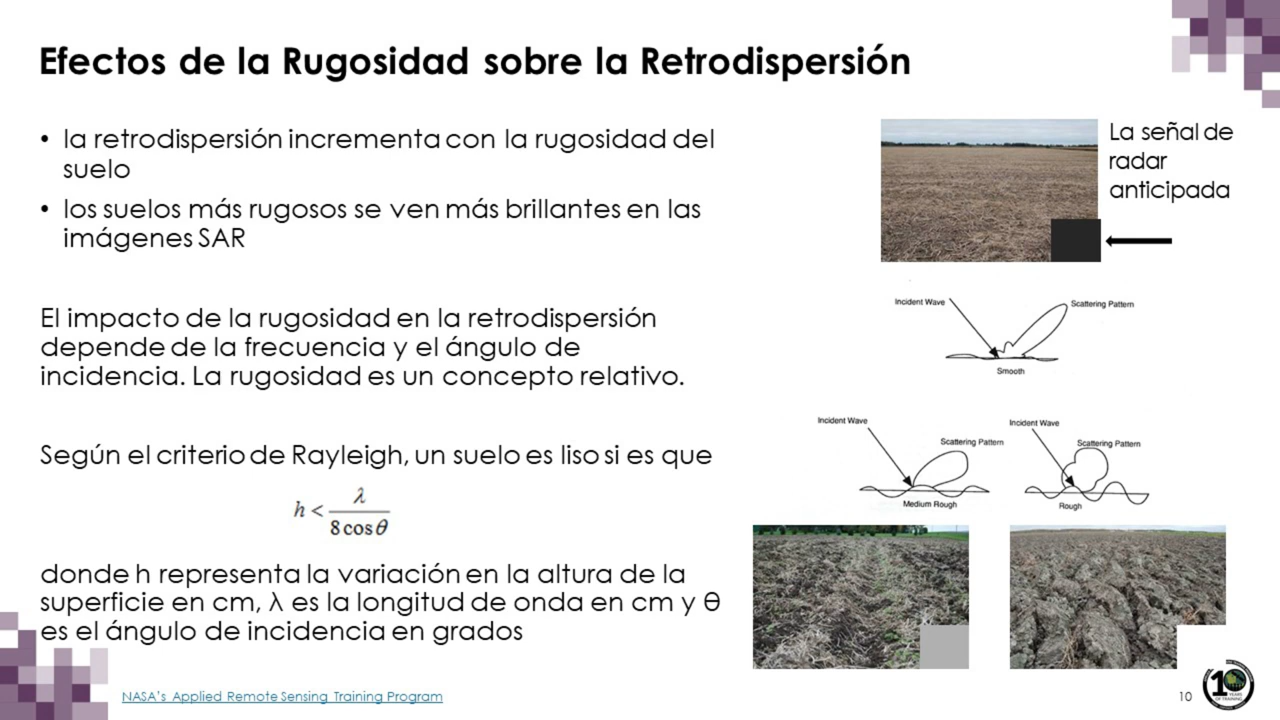 Efectos de la Rugosidad sobre la Retrodispersión
• la retrodispersión incrementa con la rugosidad del
suelo
• los suelos más rugosos se ven más brillantes en las
imágenes SAR
El impacto de la rugosidad en la retrodispersión
depende de la frecuencia y el ángulo de
incidencia. La rugosidad es un concepto relativo.
Según el criterio de Rayleigh, un suelo es liso si es que
h < λ / 8 cos θ
donde h representa la variación en la altura de la
superficie en cm, λ es la longitud de onda en cm y θ
es el ángulo de incidencia en grados
La señal de
radar
anticipada
Incident Wave
Scattering Pattern
Smooth
Incident Wave
Scattering Pattern
Medium Rough
Incident Wave
Scattering Pattern
Rough
NASA's Applied Remote Sensing Training Program
10
10
YEARS
OF TRAINING